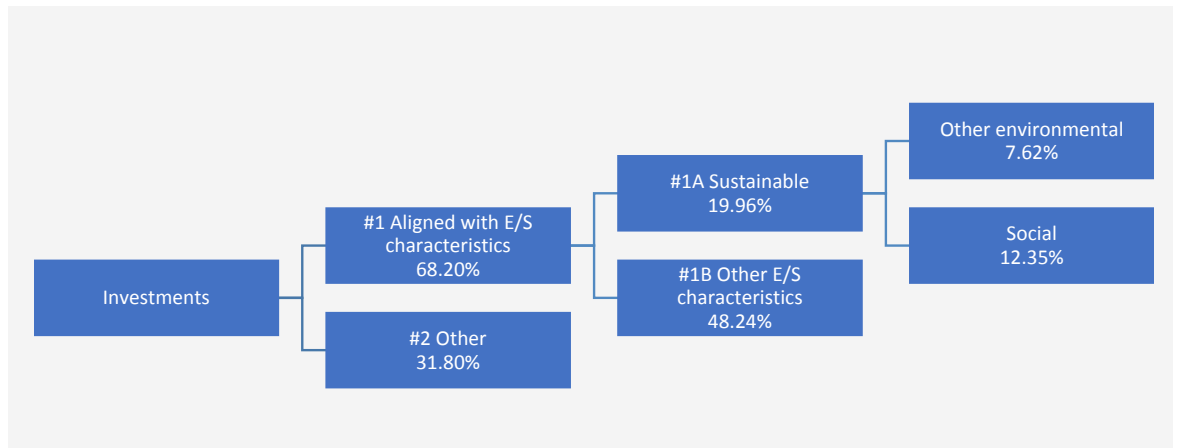 Investments
#1 Aligned with E/S
characteristics
68.20%
#2 Other
31.80%
#1A Sustainable
19.96%
#1B Other E/S
characteristics
48.24%
Other environmental
7.62%
Social
12.35%